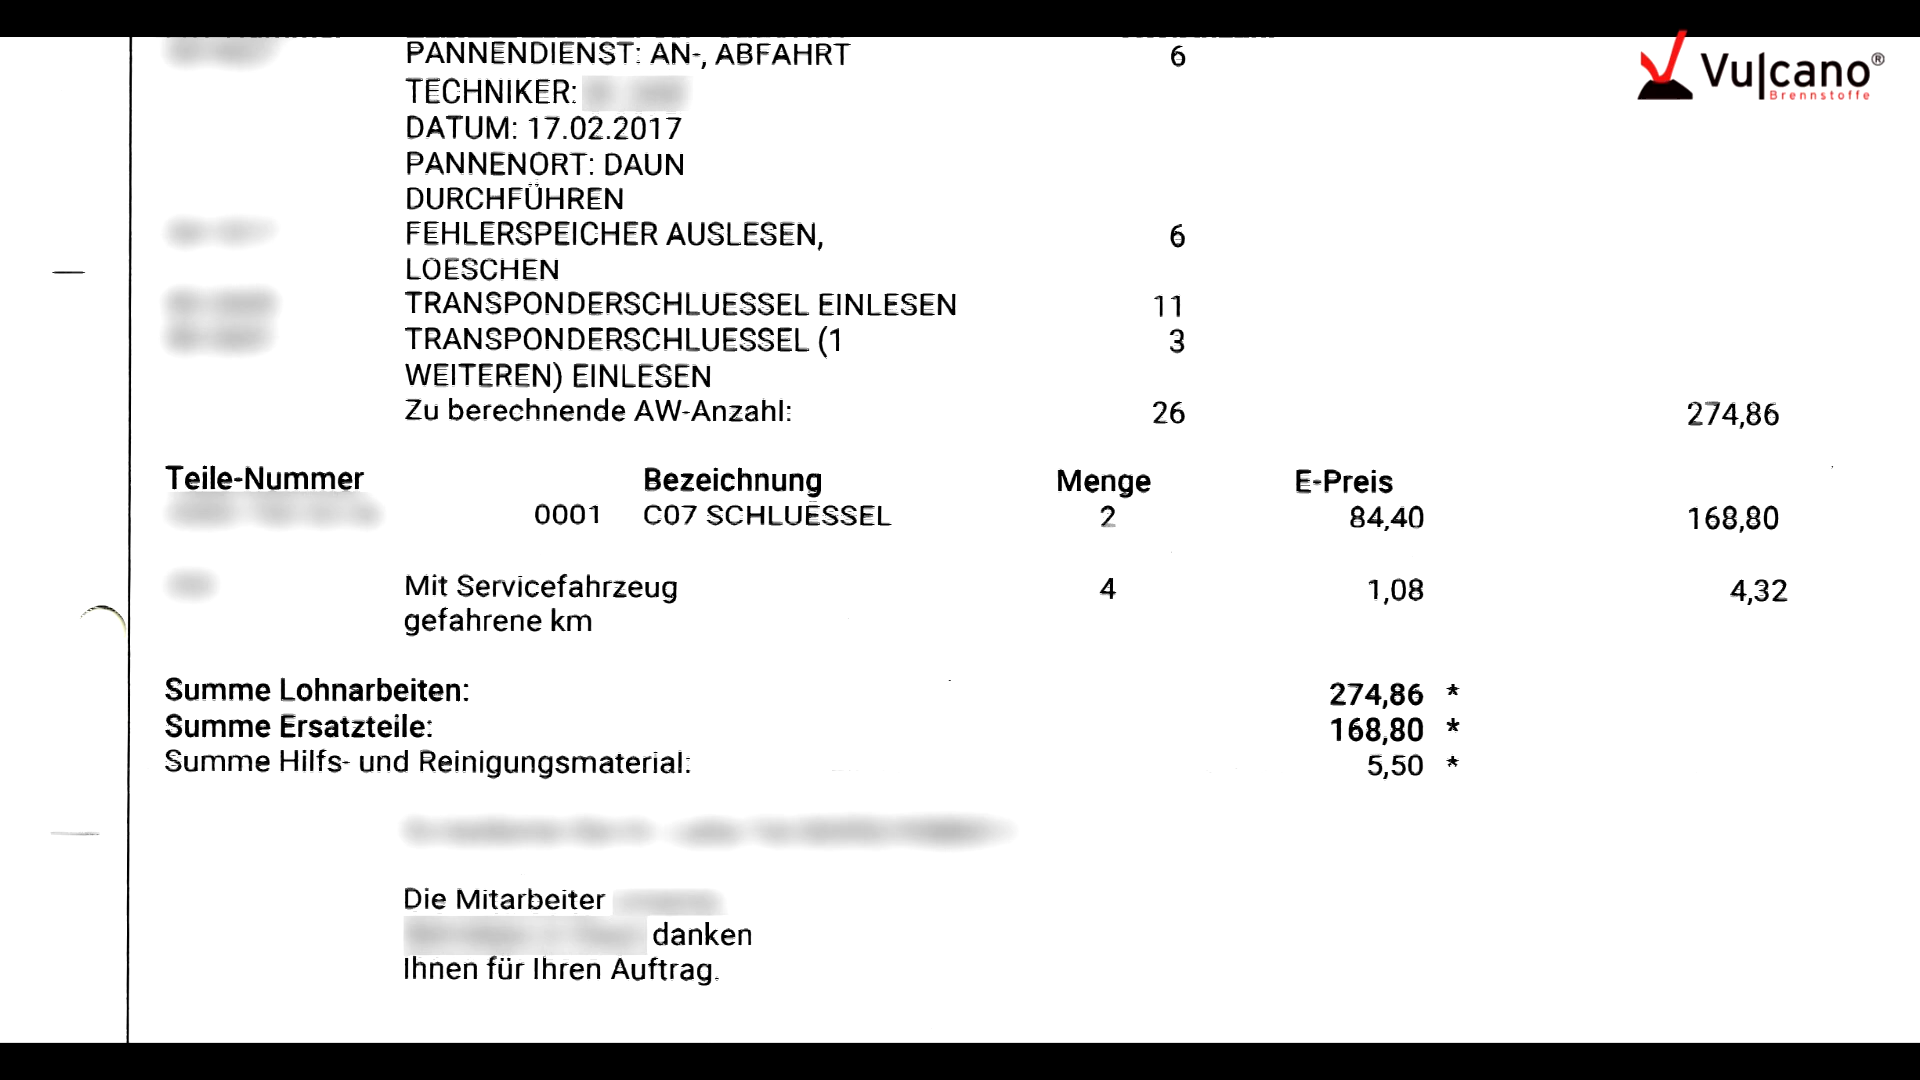 Vulcano®
Brennstoffe
PANNENDIENST: AN-, ABFAHRT 6
TECHNIKER:
DATUM: 17.02.2017
PANNENORT: DAUN
DURCHFÜHREN
FEHLERSPEICHER AUSLESEN, 6
LOESCHEN
TRANSPONDERSCHLUESSEL EINLESEN 11
TRANSPONDERSCHLUESSEL (1 3
WEITEREN) EINLESEN
Zu berechnende AW-Anzahl: 26 274,86
Teile-Nummer Bezeichnung Menge E-Preis
0001 C07 SCHLUESSEL 2 84,40 168,80
Mit Servicefahrzeug 4 1,08 4,32
gefahrene km
Summe Lohnarbeiten: 274,86 *
Summe Ersatzteile: 168,80 *
Summe Hilfs- und Reinigungsmaterial: 5,50 *
Die Mitarbeiter
danken
Ihnen für Ihren Auftrag.